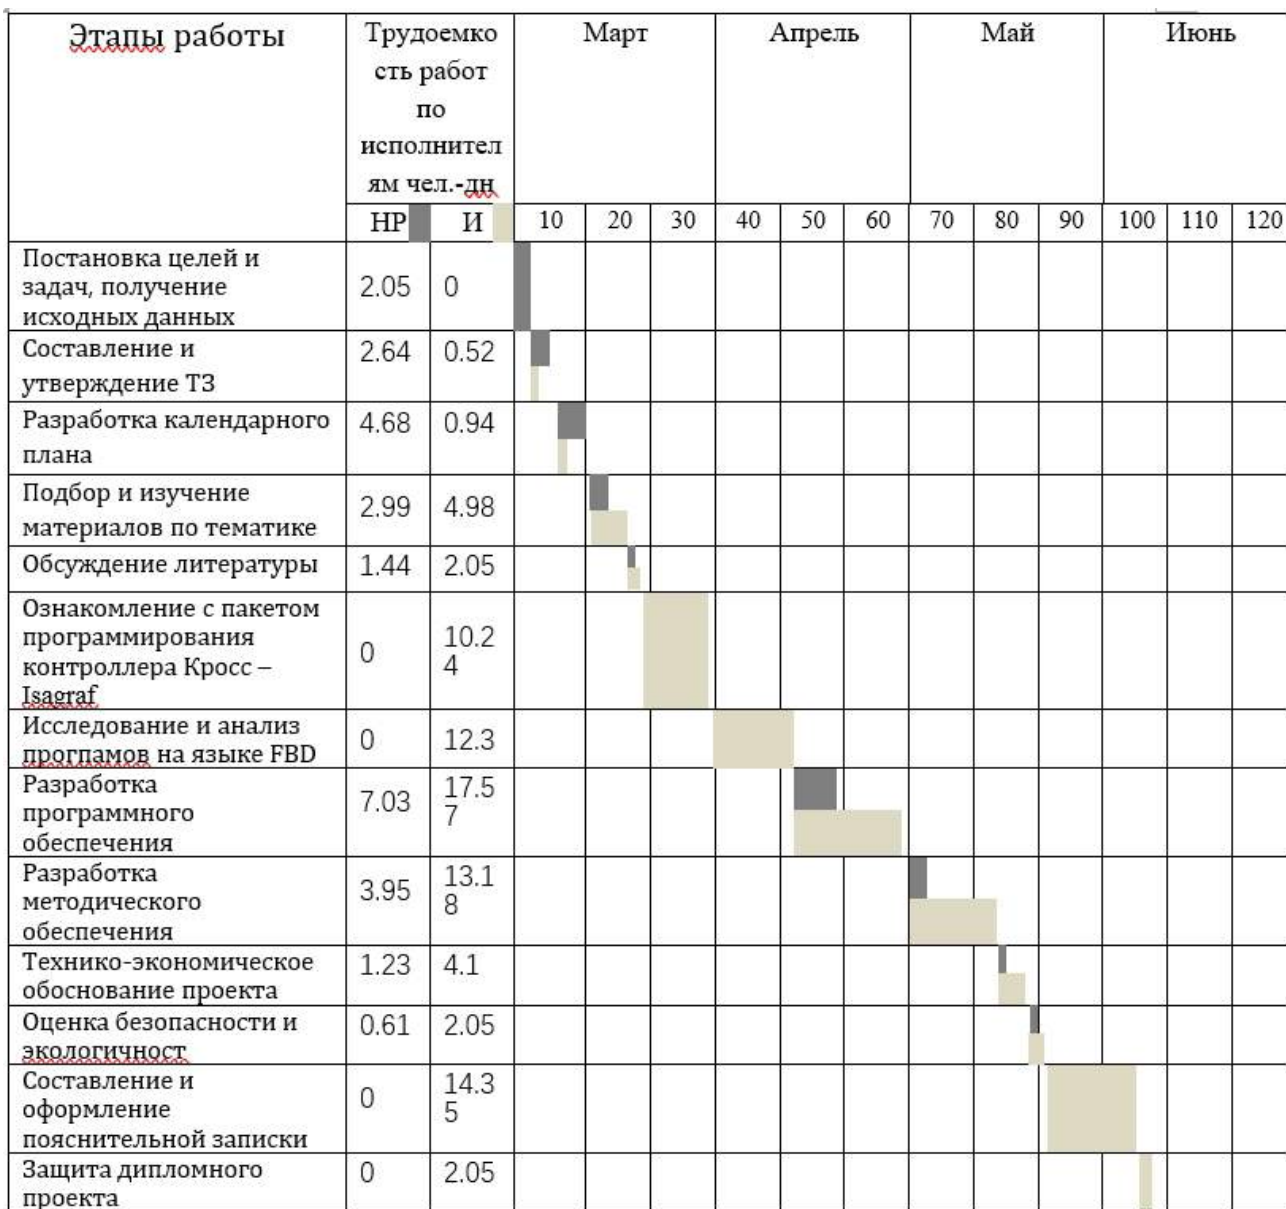 Этапы работы
Трудоемко
сть работ
по
исполнител
ям чел.-дн
Март
Апрель
Май
Июнь
НР
И
10
20
30
40
50
60
70
80
90
100
110
120
Постановка целей и
задач, получение
исходных данных
2.05
0
Составление и
утверждение ТЗ
2.64
0.52
Разработка календарного
плана
4.68
0.94
Подбор и изучение
материалов по тематике
2.99
4.98
Обсуждение литературы
1.44
2.05
Ознакомление с пакетом
программирования
контроллера Кросс –
Isagraf
0
10.2
4
Исследование и анализ
прогпамов на языке FBD
0
12.3
Разработка
программного
обеспечения
7.03
17.5
7
Разработка
методического
обеспечения
3.95
13.1
8
Технико-экономическое
обоснование проекта
1.23
4.1
Оценка безопасности и
экологичност
0.61
2.05
Составление и
оформление
пояснительной записки
0
14.3
5
Защита дипломного
проекта
0
2.05